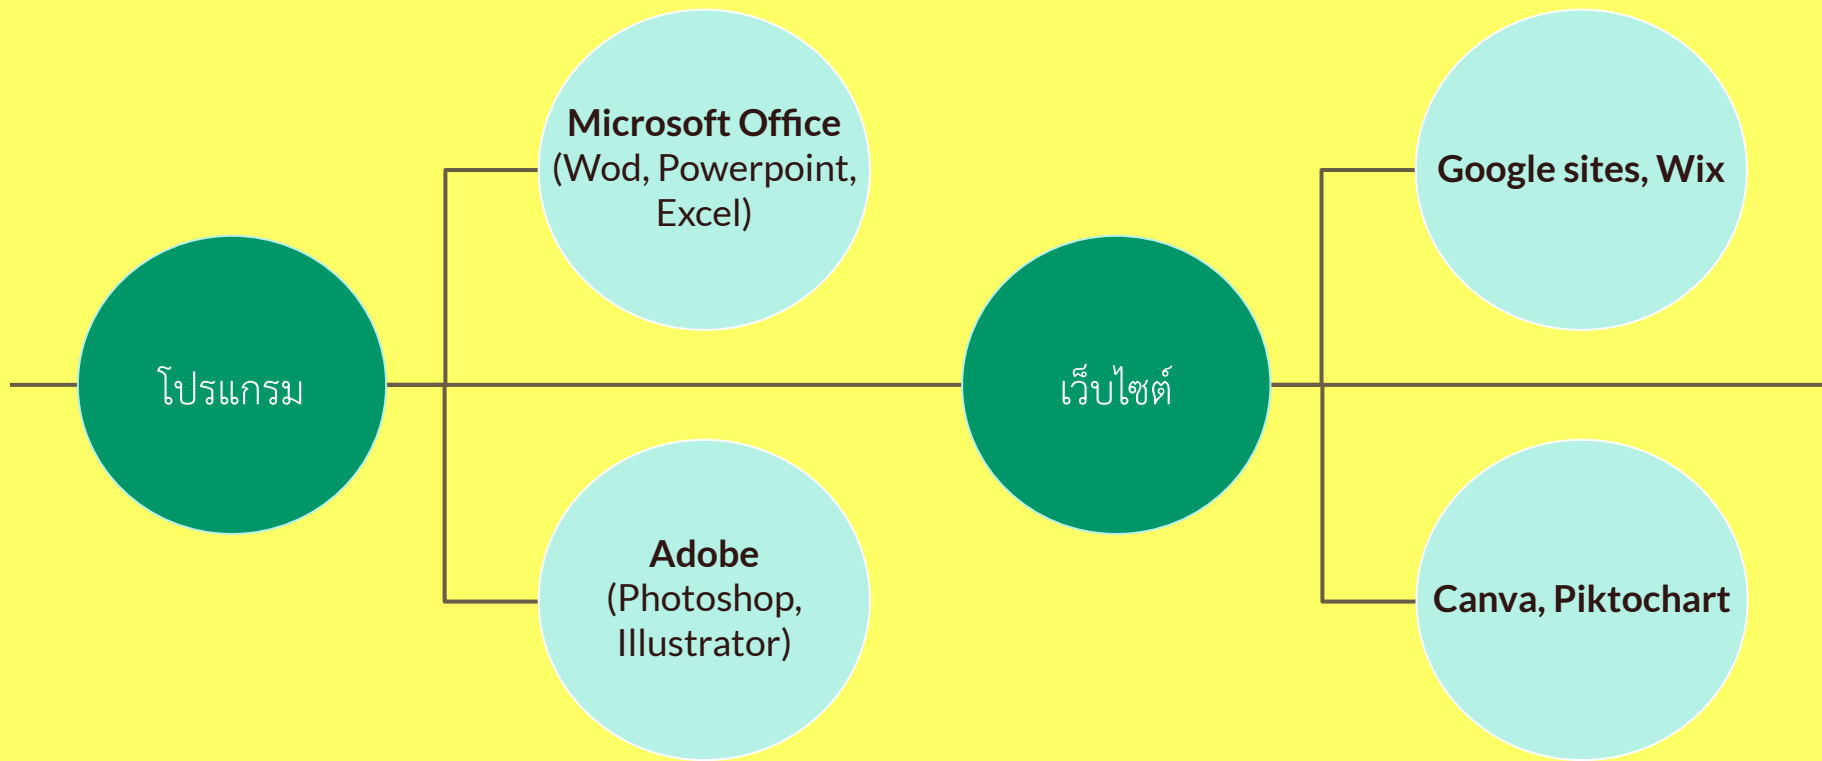 โปรแกรม
Microsoft Office
(Wod, Powerpoint,
Excel)
Adobe
(Photoshop,
Illustrator)
เว็บไซต์
Google sites, Wix
Canva, Piktochart